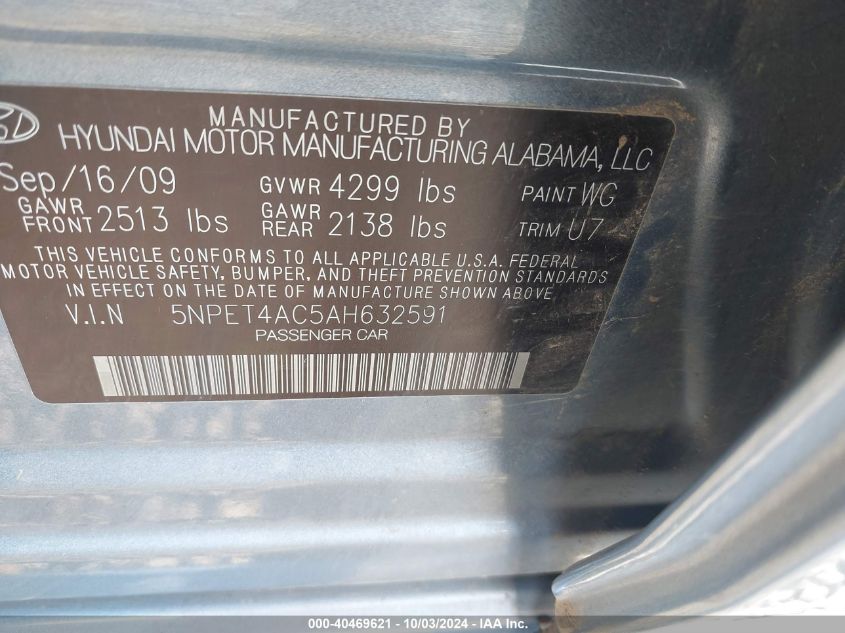 MANUFACTURED BY
HYUNDAI MOTOR MANUFACTURING ALABAMA, LLC
Sep/16/09 GVWR 4299 lbs PAINT WG
GAWR FRONT 2513 lbs GAWR REAR 2138 lbs TRIM U7
THIS VEHICLE CONFORMS TO ALL APPLICABLE U.S.A. FEDERAL
MOTOR VEHICLE SAFETY, BUMPER, AND THEFT PREVENTION STANDARDS
IN EFFECT ON THE DATE OF MANUFACTURE SHOWN ABOVE.
V.I.N 5NPET4AC5AH632591
PASSENGER CAR
000-40469621 - 10/03/2024 - IAA Inc.